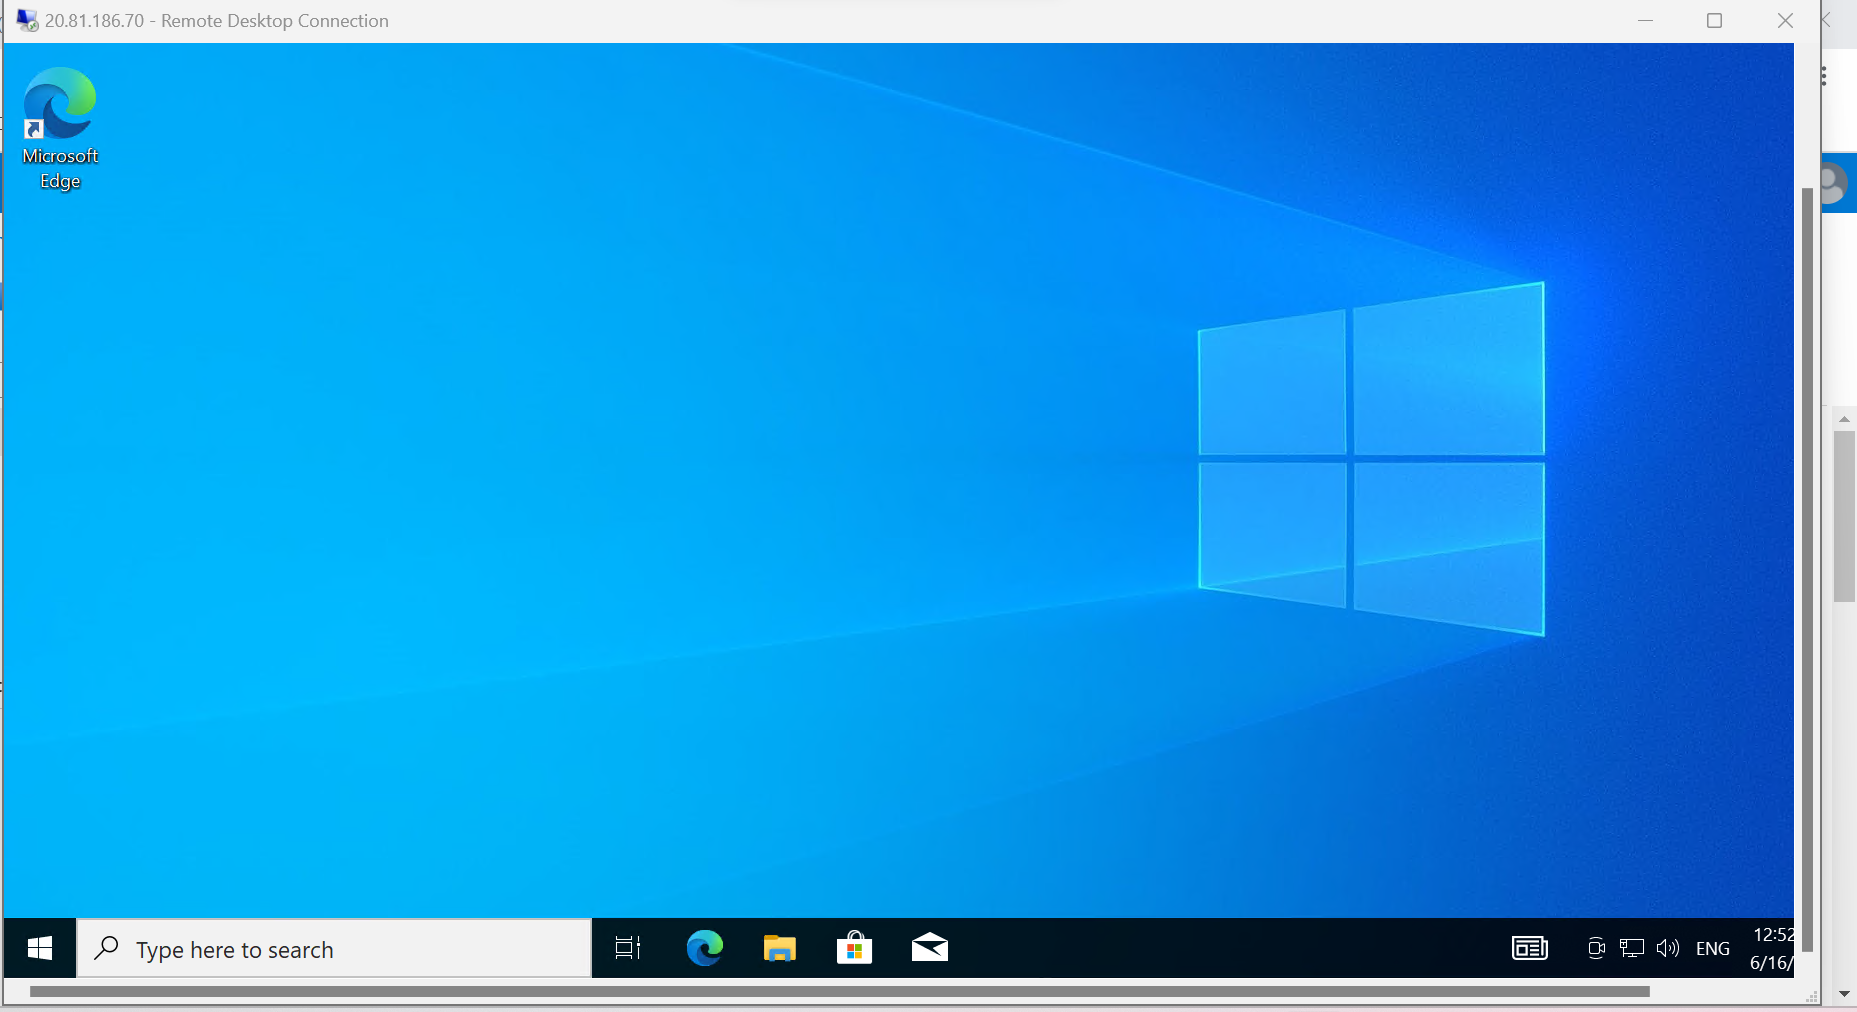 20.81.186.70 - Remote Desktop Connection
Microsoft
Edge
Type here to search
ENG
12:52
6/16/